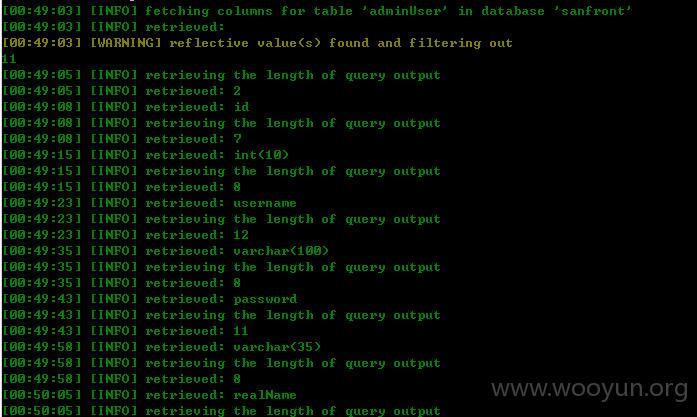 [00:49:03] [INFO] fetching columns for table 'adminUser' in database 'sanfront'
[00:49:03] [INFO] retrieved:
[00:49:03] [WARNING] reflective value(s) found and filtering out
11
[00:49:05] [INFO] retrieving the length of query output
[00:49:05] [INFO] retrieved: 2
[00:49:08] [INFO] retrieved: id
[00:49:08] [INFO] retrieving the length of query output
[00:49:08] [INFO] retrieved: 7
[00:49:15] [INFO] retrieved: int(10)
[00:49:15] [INFO] retrieving the length of query output
[00:49:15] [INFO] retrieved: 8
[00:49:23] [INFO] retrieved: username
[00:49:23] [INFO] retrieving the length of query output
[00:49:23] [INFO] retrieved: 12
[00:49:35] [INFO] retrieved: varchar(100)
[00:49:35] [INFO] retrieving the length of query output
[00:49:35] [INFO] retrieved: 8
[00:49:43] [INFO] retrieved: password
[00:49:43] [INFO] retrieving the length of query output
[00:49:43] [INFO] retrieved: 11
[00:49:58] [INFO] retrieved: varchar(35)
[00:49:58] [INFO] retrieving the length of query output
[00:49:58] [INFO] retrieved: 8
[00:50:05] [INFO] retrieved: realName
[00:50:05] [INFO] retrieving the length of query output
www.wooyun.org